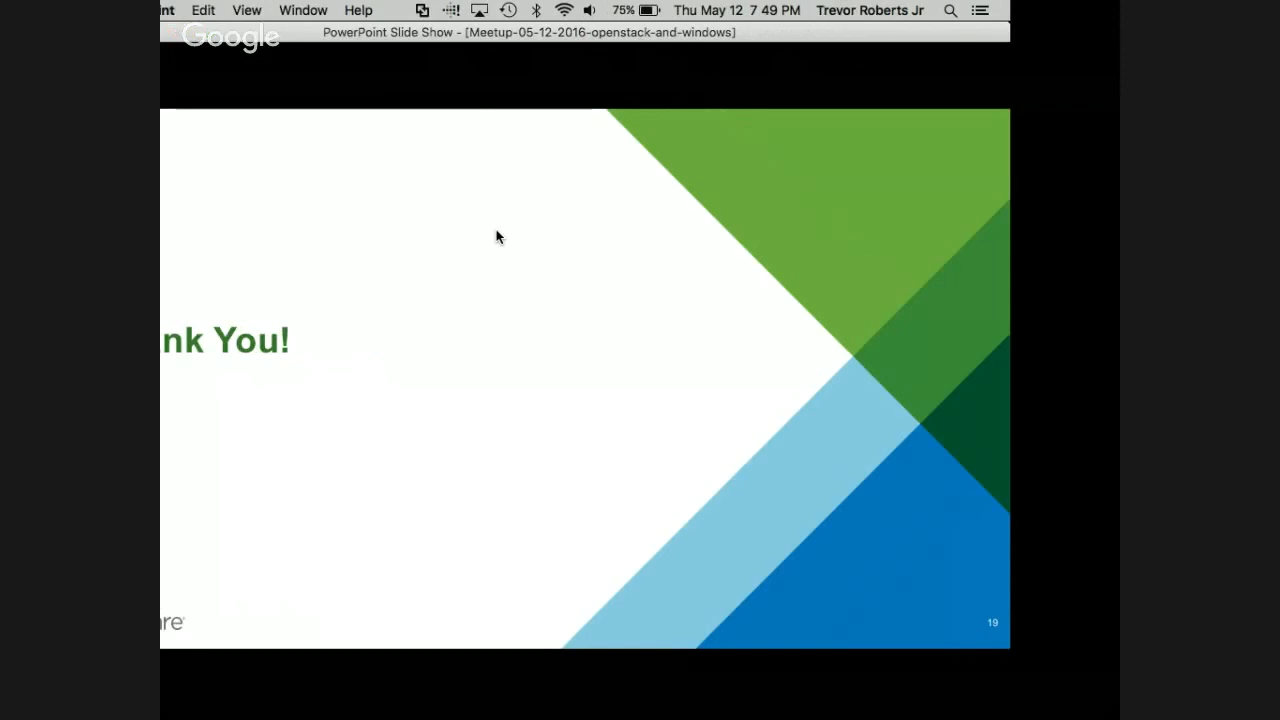 nt Edit View Window Help 75% Thu May 12 7 49 PM Trevor Roberts Jr
Google
PowerPoint Slide Show - [Meetup-05-12-2016-openstack-and-windows]
nk You!
are
19